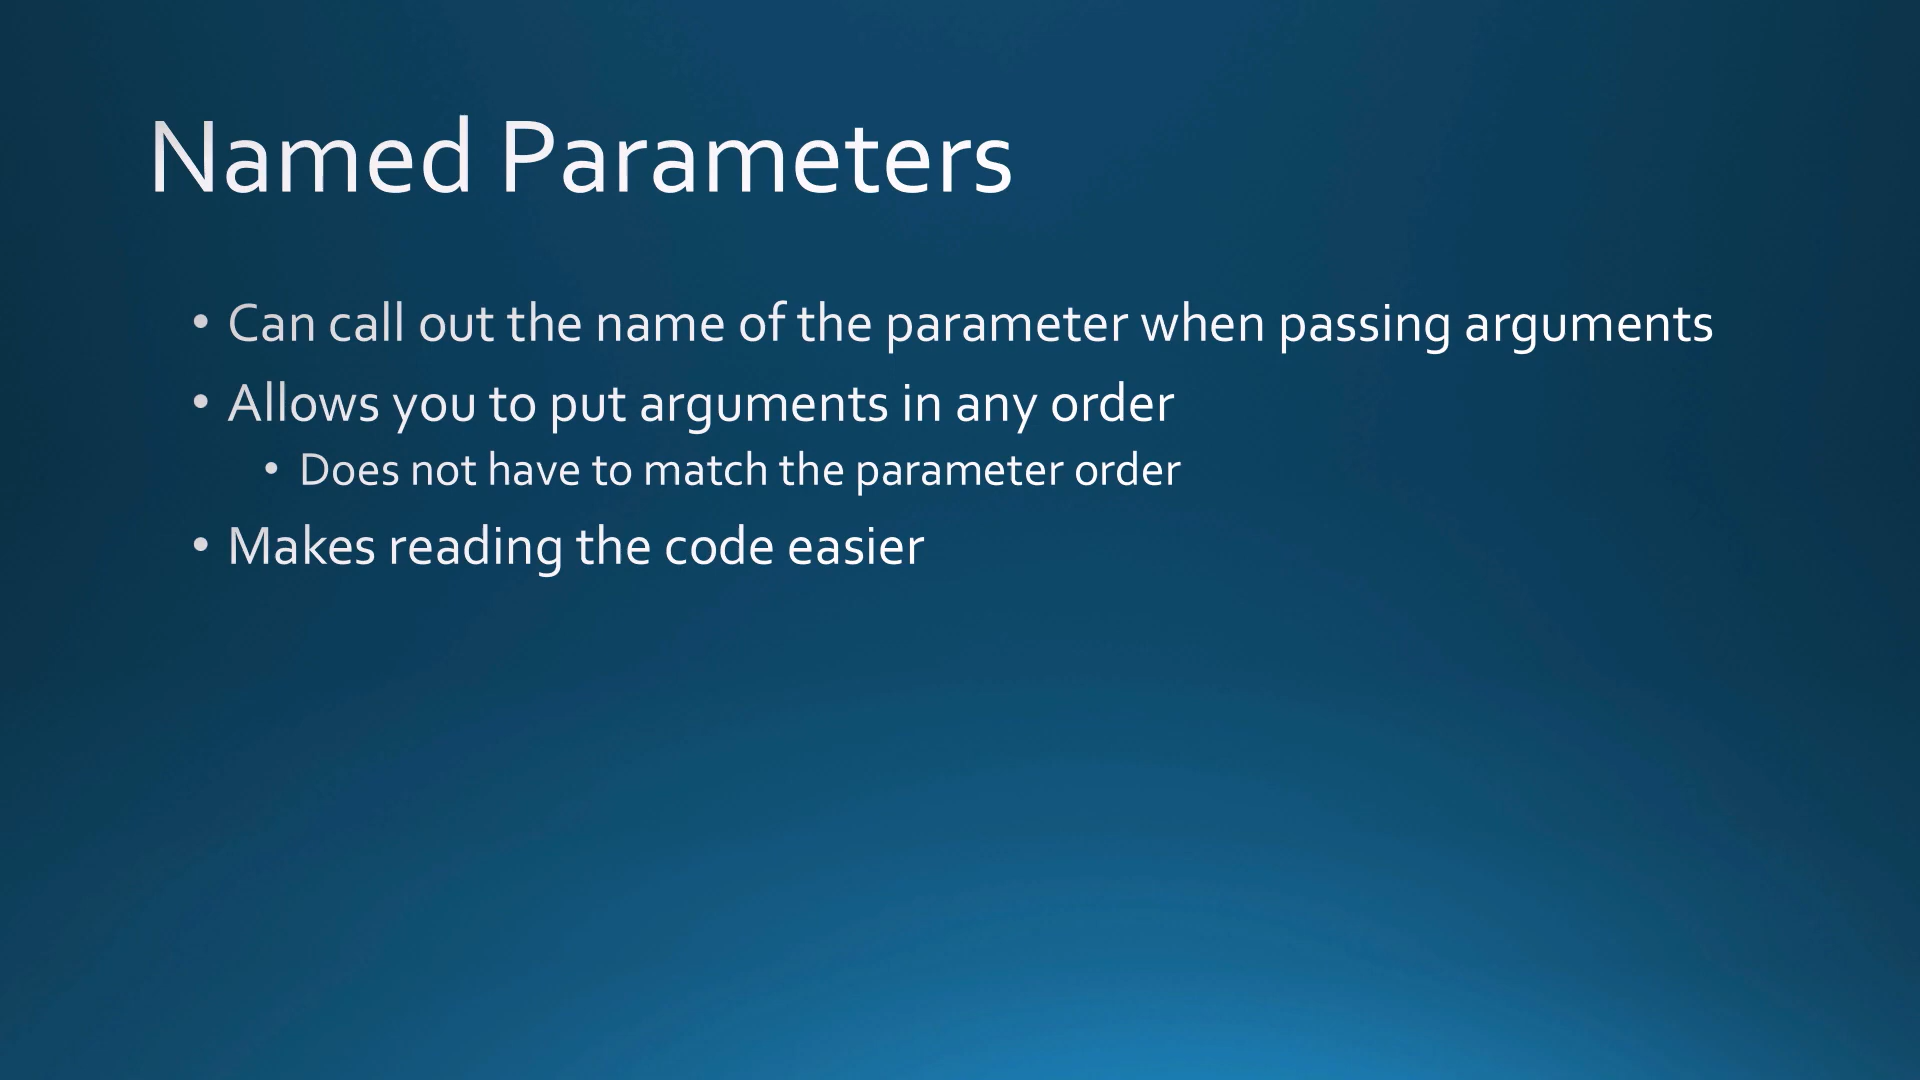 Named Parameters
• Can call out the name of the parameter when passing arguments
• Allows you to put arguments in any order
• Does not have to match the parameter order
• Makes reading the code easier